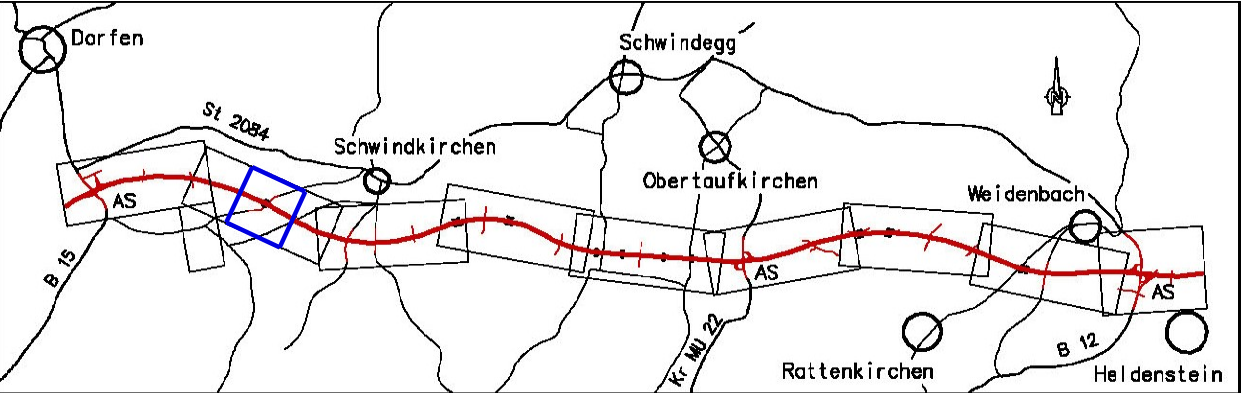 Dorfen
Schwindegg
St 2084
Schwindkirchen
Obertaufkirchen
Weidenbach
AS
B 15
AS
AS
Kr MÜ 22
B 12
Rattenkirchen
Heldenstein